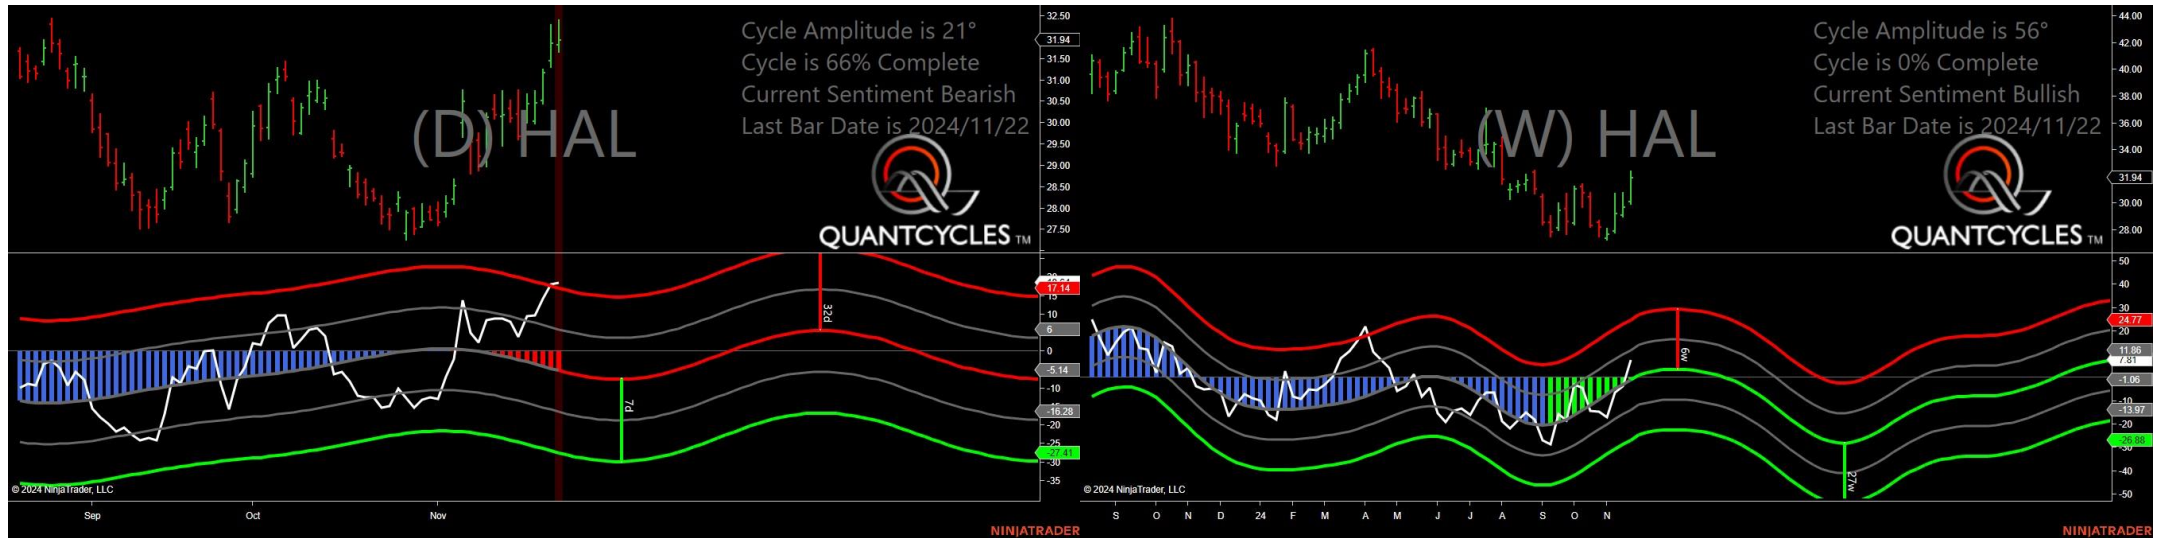 Cycle Amplitude is 21°
Cycle is 66% Complete
Current Sentiment Bearish
Last Bar Date is 2024/11/22
(D) HAL
QUANTCYCLES TM
32.50
31.94
31.50
31.00
30.50
30.00
29.50
29.00
28.50
28.00
27.50
17.14
15
6
0
-5.14
-10
-16.28
-20
-25
-27.41
-30
-35
32d
7d
© 2024 NinjaTrader, LLC
Sep Oct Nov
NINJATRADER
Cycle Amplitude is 56°
Cycle is 0% Complete
Current Sentiment Bullish
Last Bar Date is 2024/11/22
(W) HAL
QUANTCYCLES TM
44.00
42.00
40.00
38.00
36.00
34.00
31.94
30.00
28.00
50
40
30
24.77
20
11.86
7.81
-1.06
-10
-13.97
-20
-26.88
-40
-50
6w
27w
© 2024 NinjaTrader, LLC
S O N D 24 F M A M J J A S O N
NINJATRADER